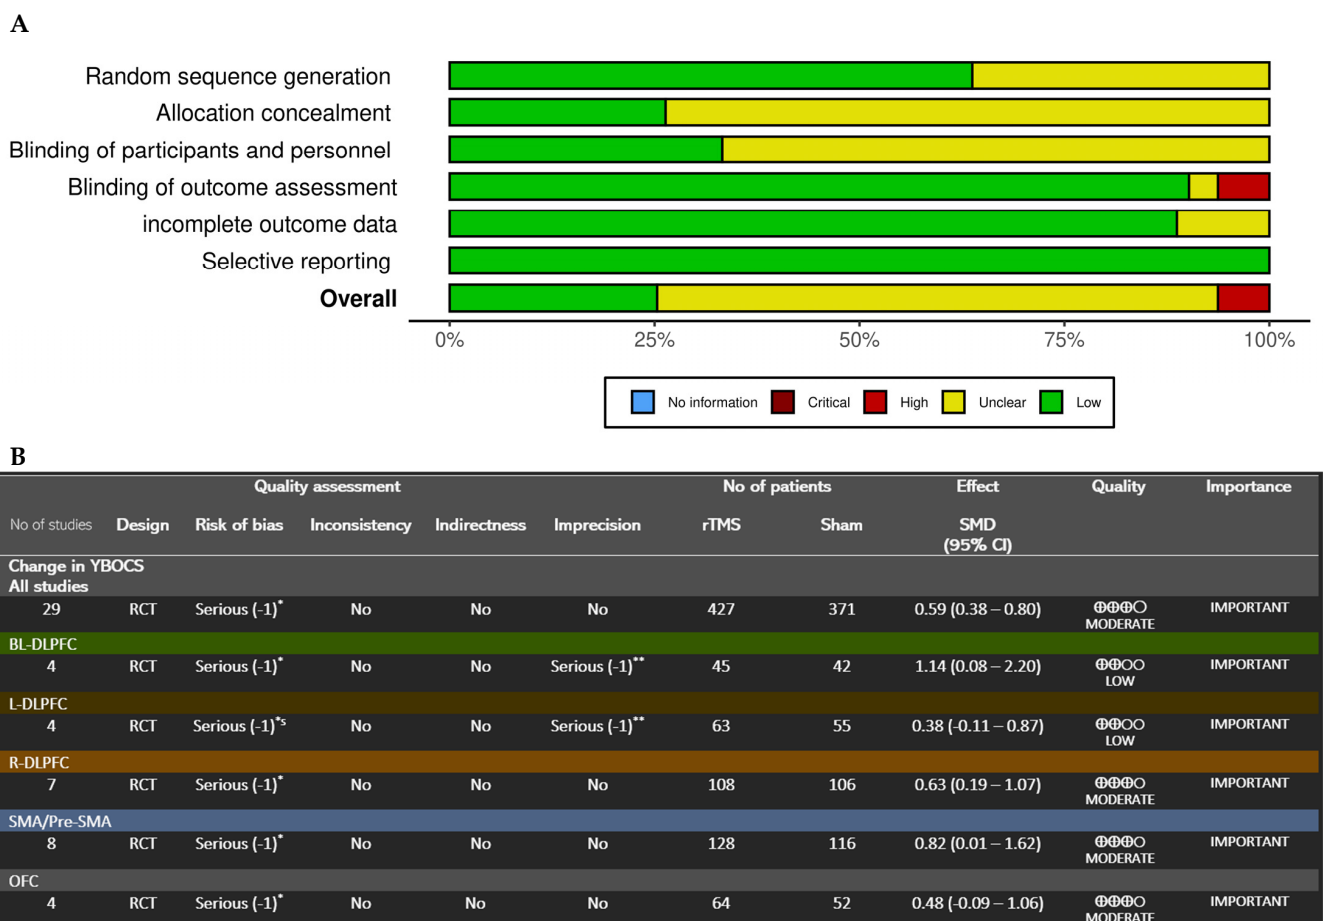 A
Random sequence generation
Allocation concealment
Blinding of participants and personnel
Blinding of outcome assessment
incomplete outcome data
Selective reporting
Overall
0% 25% 50% 75% 100%
No information Critical High Unclear Low
B
Quality assessment No of patients Effect Quality Importance
No of studies Design Risk of bias Inconsistency Indirectness Imprecision rTMS Sham SMD
(95% CI)
Change in YBOCS
All studies
29 RCT Serious (-1)* No No No 427 371 0.59 (0.38 – 0.80) ⊕⊕⊕○ IMPORTANT
MODERATE
BL-DLPFC
4 RCT Serious (-1)* No No Serious (-1)** 45 42 1.14 (0.08 – 2.20) ⊕⊕○○ IMPORTANT
LOW
L-DLPFC
4 RCT Serious (-1)*s No No Serious (-1)** 63 55 0.38 (-0.11 – 0.87) ⊕⊕○○ IMPORTANT
LOW
R-DLPFC
7 RCT Serious (-1)* No No No 108 106 0.63 (0.19 – 1.07) ⊕⊕⊕○ IMPORTANT
MODERATE
SMA/Pre-SMA
8 RCT Serious (-1)* No No No 128 116 0.82 (0.01 – 1.62) ⊕⊕⊕○ IMPORTANT
MODERATE
OFC
4 RCT Serious (-1)* No No No 64 52 0.48 (-0.09 – 1.06) ⊕⊕⊕○ IMPORTANT
MODERATE